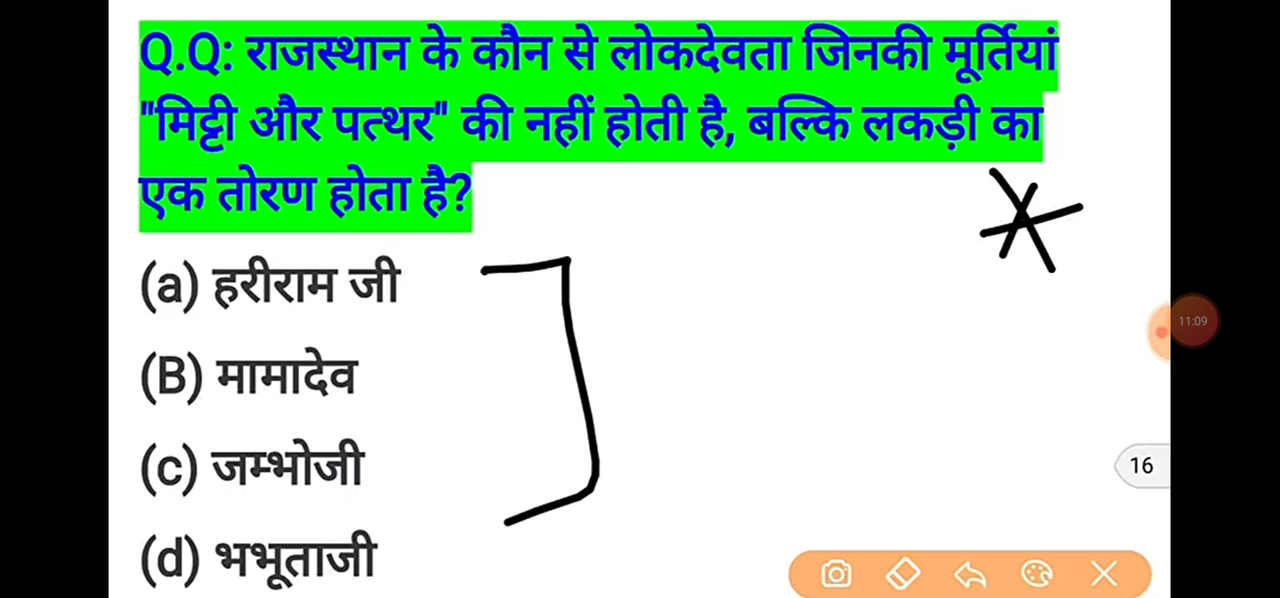 Q.Q: राजस्थान के कौन से लोकदेवता जिनकी मूर्तियां
"मिट्टी और पत्थर" की नहीं होती है, बल्कि लकड़ी का
एक तोरण होता है?
(a) हरीराम जी
(B) मामादेव
(c) जम्भोजी
(d) भभूताजी
11:09
16